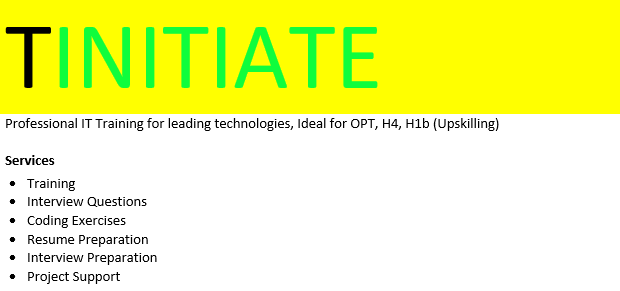 TINITIATE
Professional IT Training for leading technologies, Ideal for OPT, H4, H1b (Upskilling)
Services
• Training
• Interview Questions
• Coding Exercises
• Resume Preparation
• Interview Preparation
• Project Support